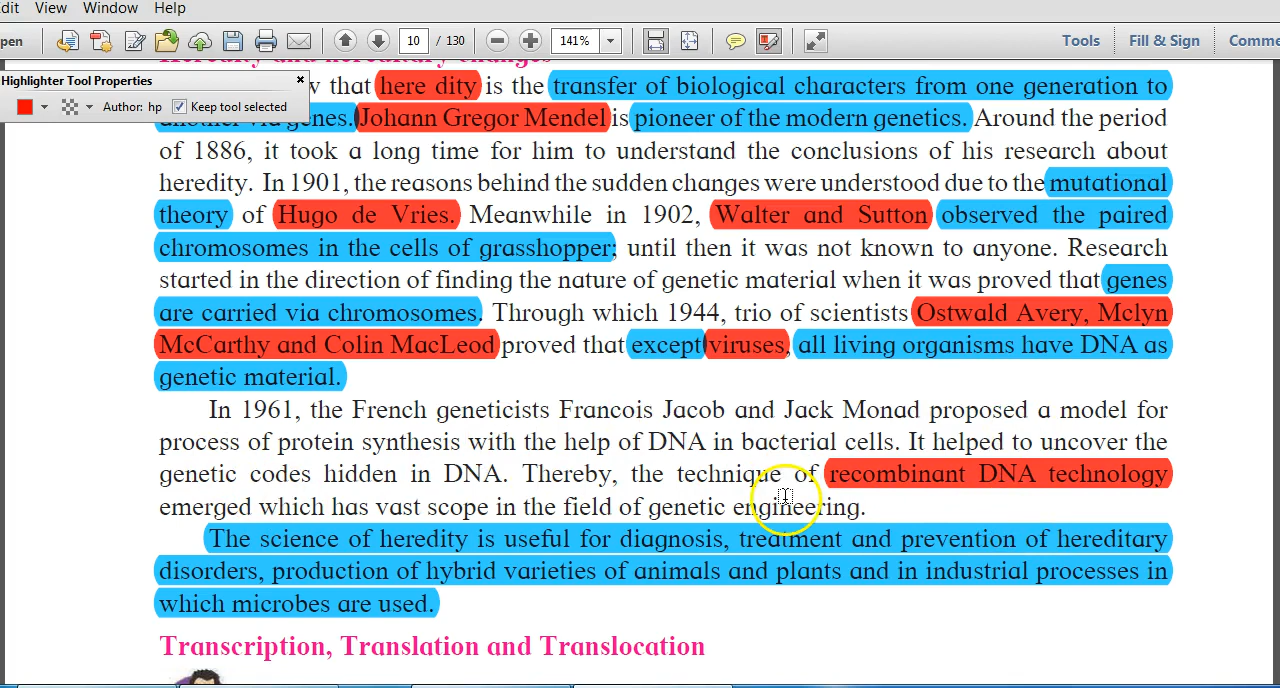 dit View Window Help
pen 10 / 130 141% Tools Fill & Sign Comme
Heredity and hereditary changes
Highlighter Tool Properties
Author: hp Keep tool selected
w that here dity is the transfer of biological characters from one generation to
another via genes. Johann Gregor Mendel is pioneer of the modern genetics. Around the period
of 1886, it took a long time for him to understand the conclusions of his research about
heredity. In 1901, the reasons behind the sudden changes were understood due to the mutational
theory of Hugo de Vries. Meanwhile in 1902, Walter and Sutton observed the paired
chromosomes in the cells of grasshopper; until then it was not known to anyone. Research
started in the direction of finding the nature of genetic material when it was proved that genes
are carried via chromosomes. Through which 1944, trio of scientists Ostwald Avery, Mclyn
McCarthy and Colin MacLeod proved that except viruses, all living organisms have DNA as
genetic material.
In 1961, the French geneticists Francois Jacob and Jack Monad proposed a model for
process of protein synthesis with the help of DNA in bacterial cells. It helped to uncover the
genetic codes hidden in DNA. Thereby, the technique of recombinant DNA technology
emerged which has vast scope in the field of genetic engineering.
The science of heredity is useful for diagnosis, treatment and prevention of hereditary
disorders, production of hybrid varieties of animals and plants and in industrial processes in
which microbes are used.
Transcription, Translation and Translocation